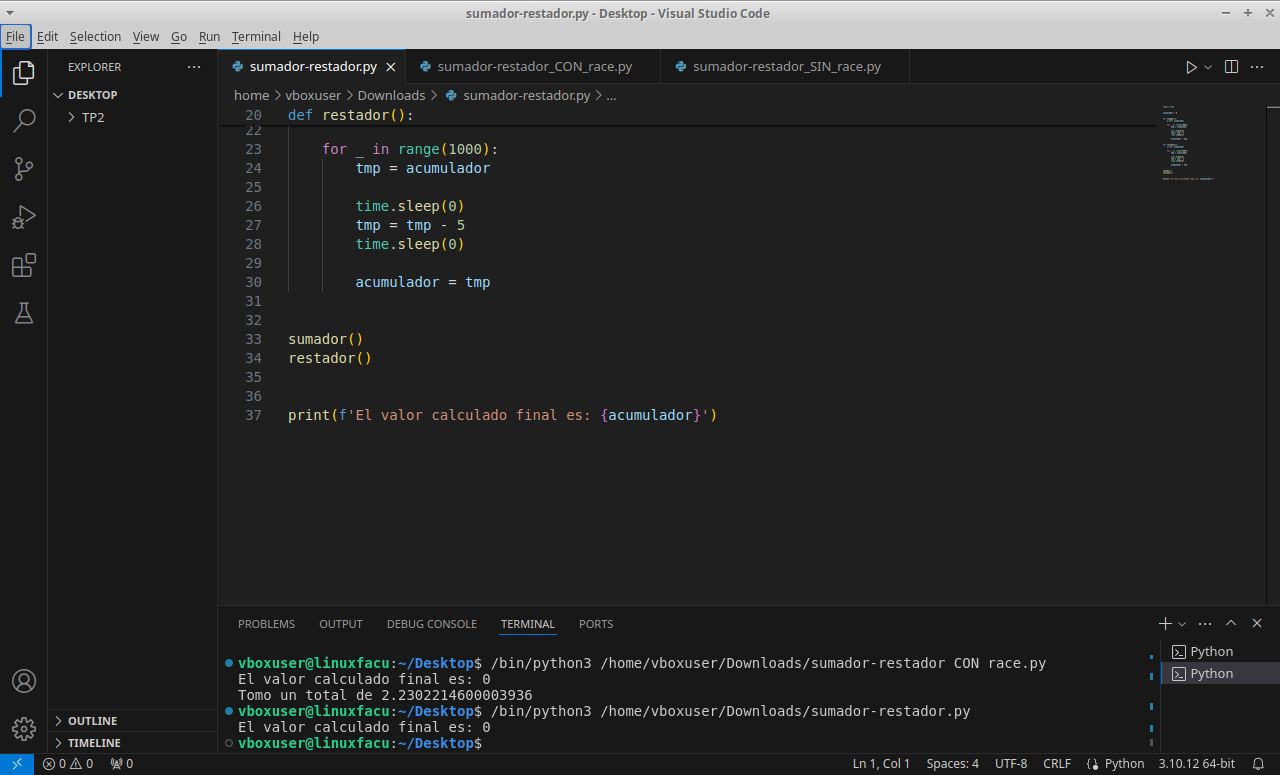 sumador-restador.py - Desktop - Visual Studio Code
File Edit Selection View Go Run Terminal Help
EXPLORER
sumador-restador.py
sumador-restador_CON_race.py
sumador-restador_SIN_race.py
DESKTOP
TP2
home > vboxuser > Downloads > sumador-restador.py > ...
20 def restador():
22
23 for _ in range(1000):
24 tmp = acumulador
25
26 time.sleep(0)
27 tmp = tmp - 5
28 time.sleep(0)
29
30 acumulador = tmp
31
32
33 sumador()
34 restador()
35
36
37 print(f'El valor calculado final es: {acumulador}')
PROBLEMS OUTPUT DEBUG CONSOLE TERMINAL PORTS
vboxuser@linuxfacu:~/Desktop$ /bin/python3 /home/vboxuser/Downloads/sumador-restador CON race.py
El valor calculado final es: 0
Tomo un total de 2.2302214600003936
vboxuser@linuxfacu:~/Desktop$ /bin/python3 /home/vboxuser/Downloads/sumador-restador.py
El valor calculado final es: 0
vboxuser@linuxfacu:~/Desktop$
Python
Python
OUTLINE
TIMELINE
0 0 0 Ln 1, Col 1 Spaces: 4 UTF-8 CRLF Python 3.10.12 64-bit